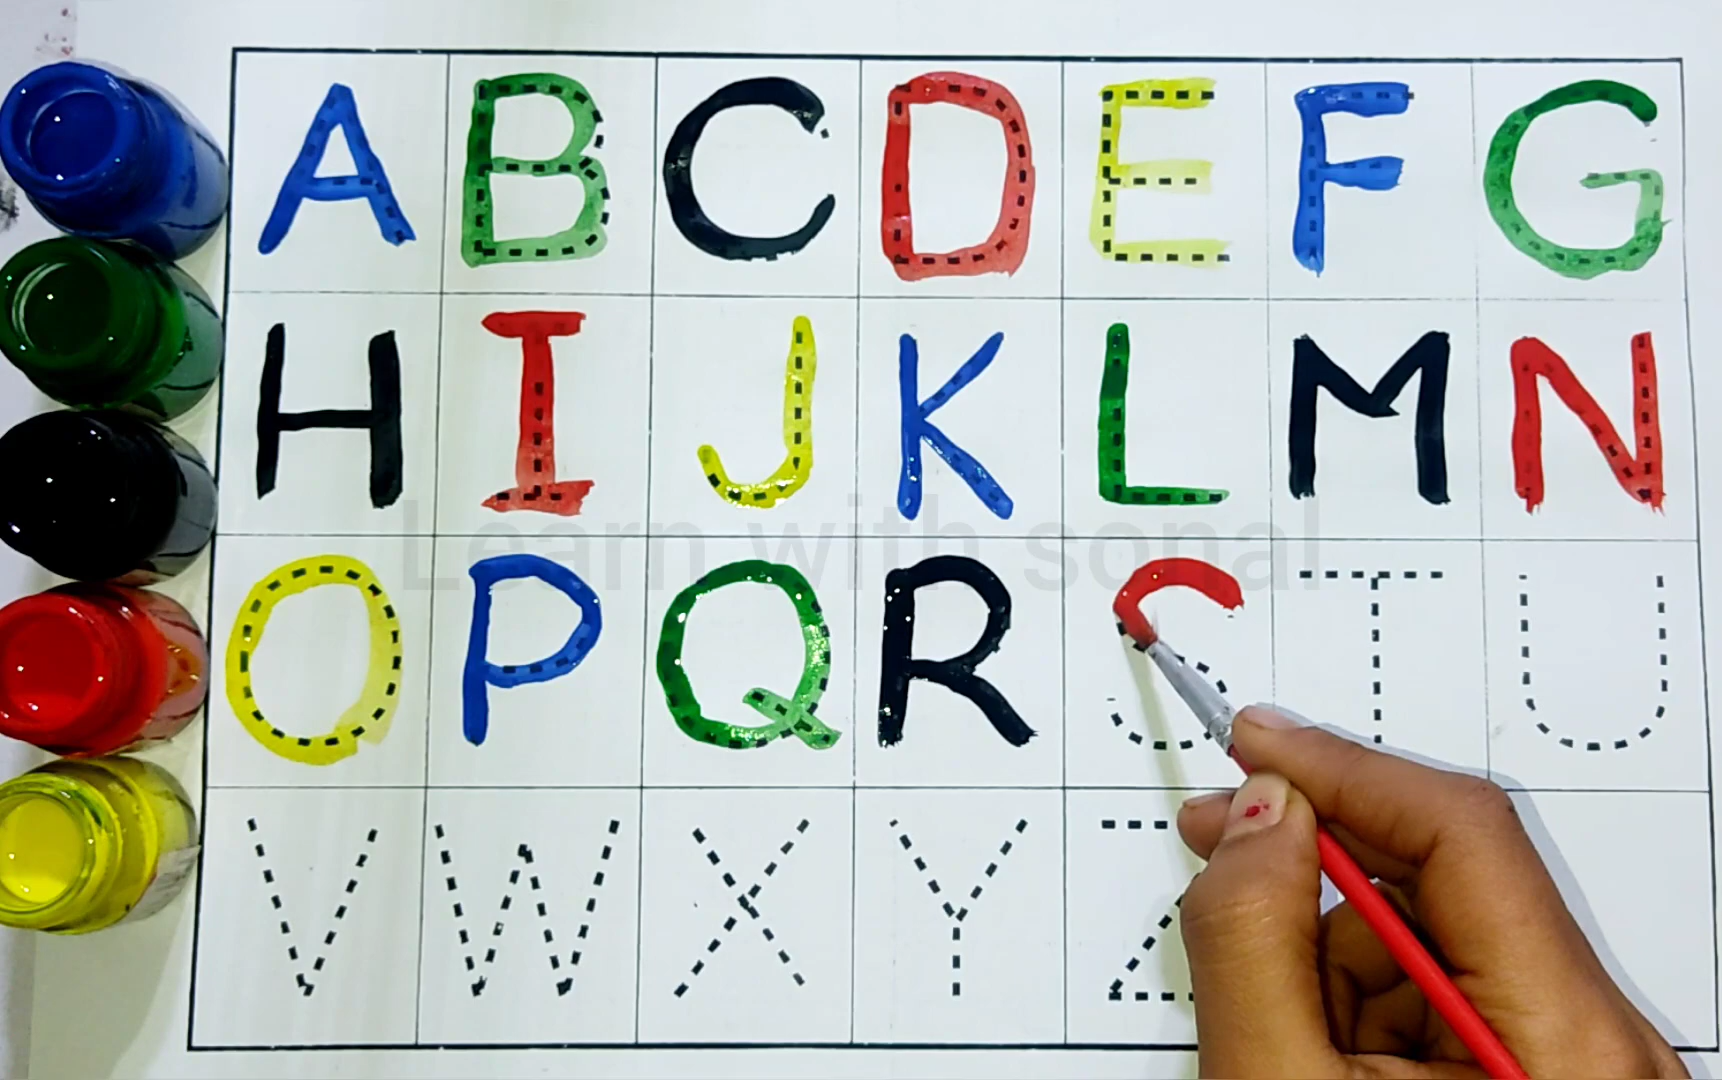 A B C D E F G
H I J K L M N
Learn with sonal
O P Q R S T U
V W X Y Z